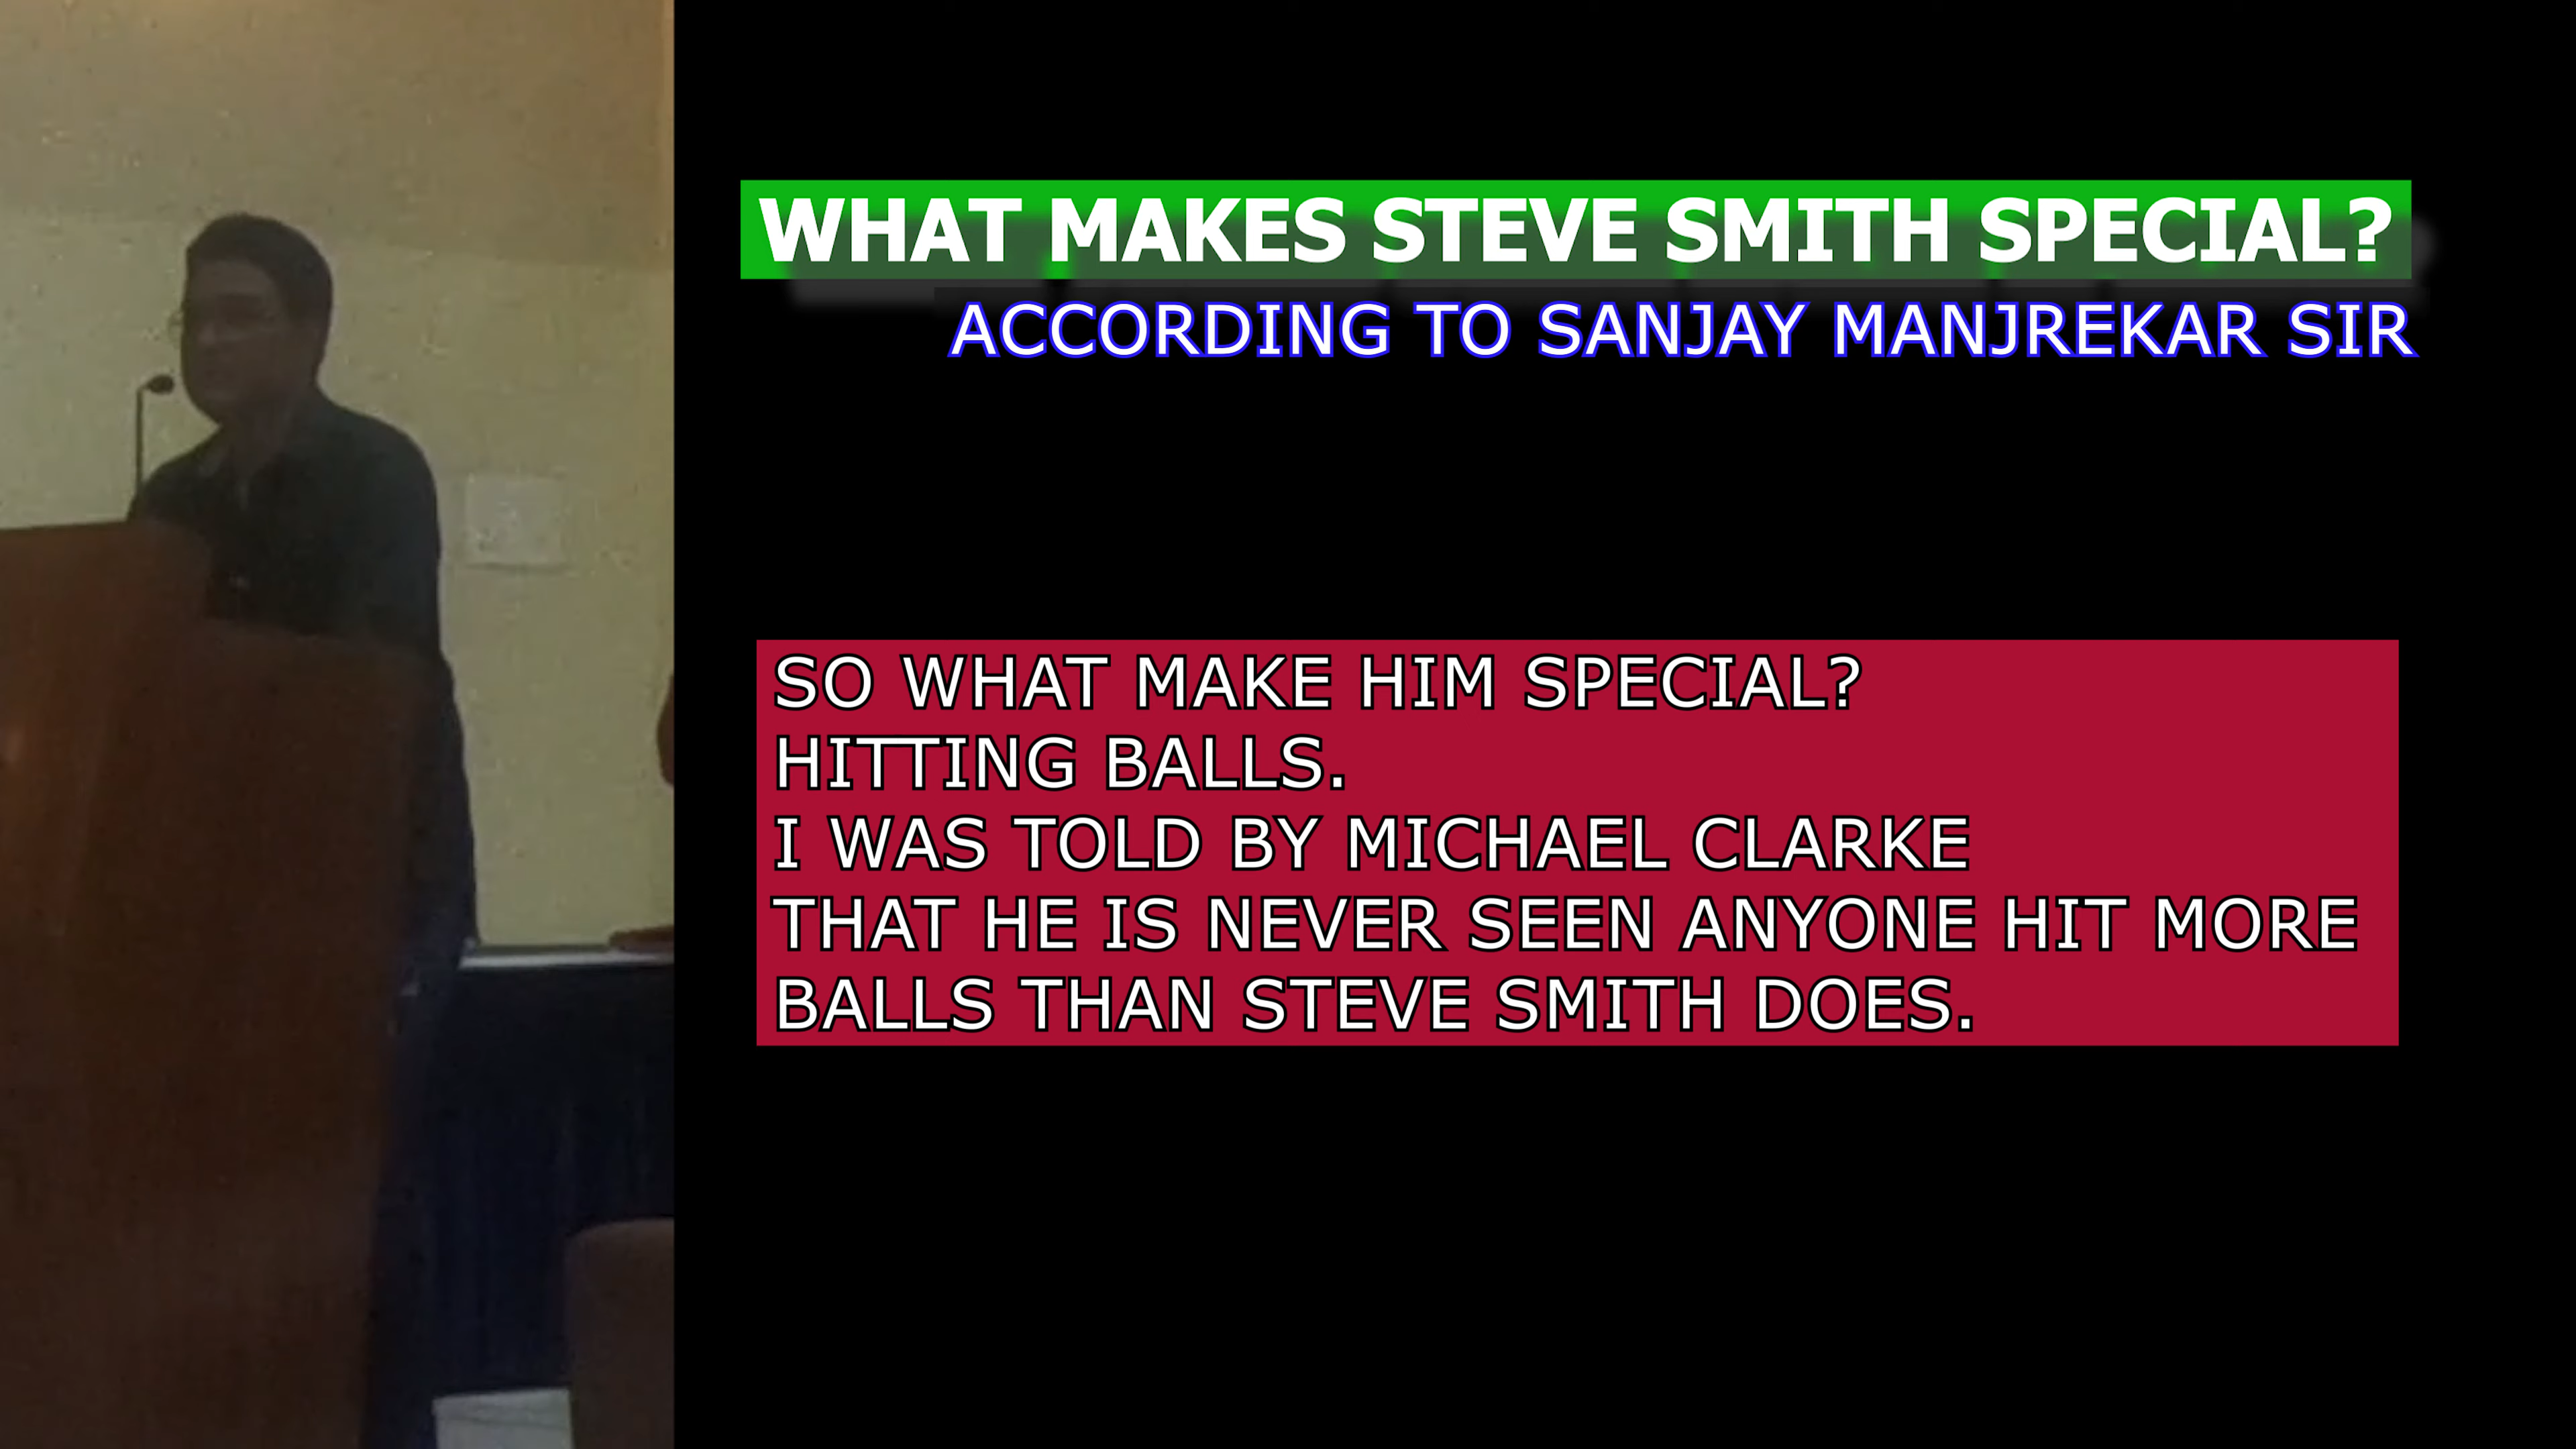 WHAT MAKES STEVE SMITH SPECIAL?
ACCORDING TO SANJAY MANJREKAR SIR
SO WHAT MAKE HIM SPECIAL?
HITTING BALLS.
I WAS TOLD BY MICHAEL CLARKE
THAT HE IS NEVER SEEN ANYONE HIT MORE
BALLS THAN STEVE SMITH DOES.